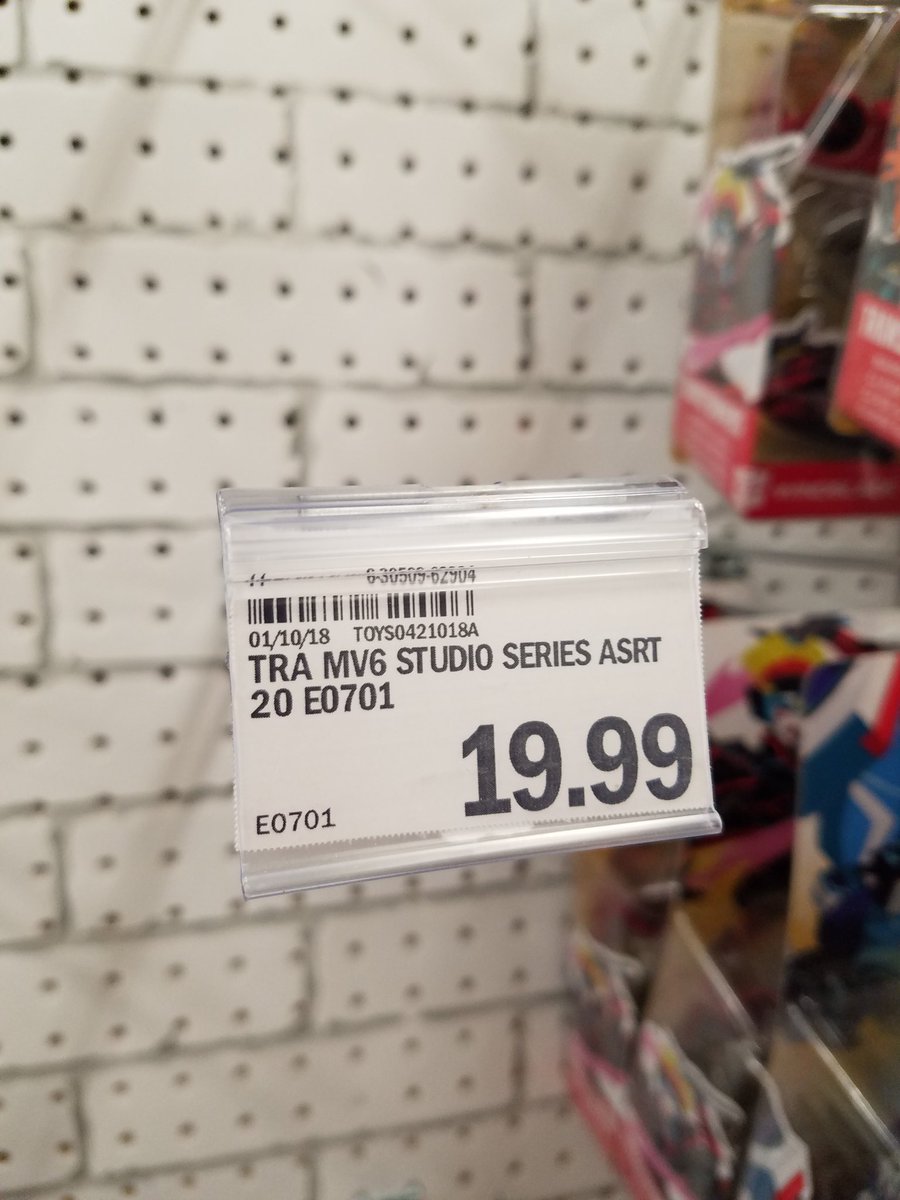 6-30509-62904
01/10/18 TOYS0421018A
TRA MV6 STUDIO SERIES ASRT
20 E0701
19.99
E0701